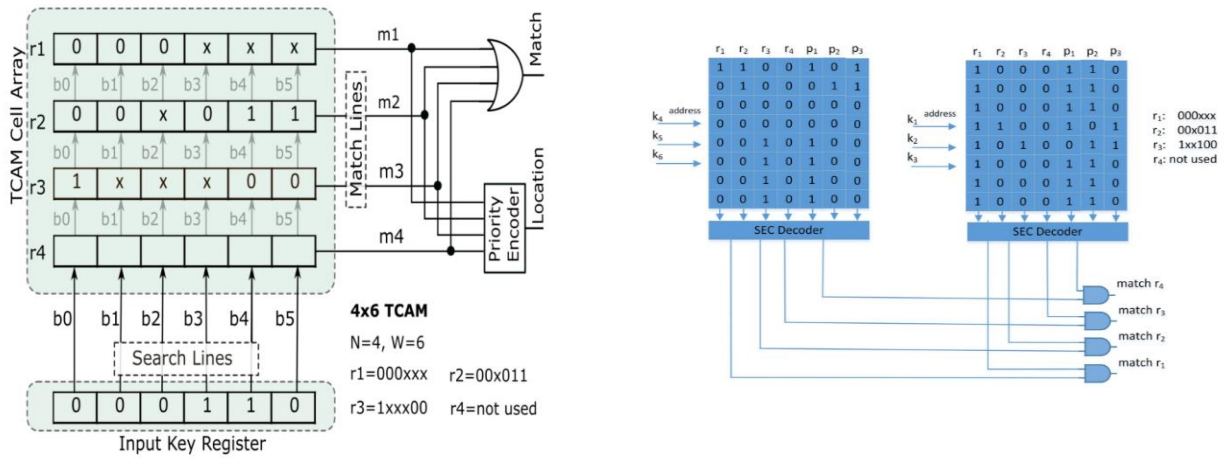 TCAM Cell Array
r1 0 0 0 x x x
b0 b1 b2 b3 b4 b5
r2 0 0 x 0 1 1
b0 b1 b2 b3 b4 b5
r3 1 x x x 0 0
b0 b1 b2 b3 b4 b5
r4
b0 b1 b2 b3 b4 b5
Search Lines
0 0 0 1 1 0
Input Key Register
Match Lines
m1
m2
m3
m4
Match
Priority
Encoder
Location
4x6 TCAM
N=4, W=6
r1=000xxx r2=00x011
r3=1xxx00 r4=not used
r1 r2 r3 r4 p1 p2 p3
1 1 0 0 1 0 1
0 1 0 0 0 1 1
0 0 0 0 0 0 0
0 0 0 0 0 0 0
0 0 1 0 1 0 0
0 0 1 0 1 0 0
0 0 1 0 1 0 0
0 0 1 0 1 0 0
k4 address
k5
k6
SEC Decoder
r1 r2 r3 r4 p1 p2 p3
1 0 0 0 1 1 0
1 0 0 0 1 1 0
1 0 0 0 1 1 0
1 1 0 0 1 0 1
1 0 1 0 0 1 1
1 0 0 0 1 1 0
1 0 0 0 1 1 0
1 0 0 0 1 1 0
k1 address
k2
k3
SEC Decoder
r1: 000xxx
r2: 00x011
r3: 1xx100
r4: not used
match r4
match r3
match r2
match r1